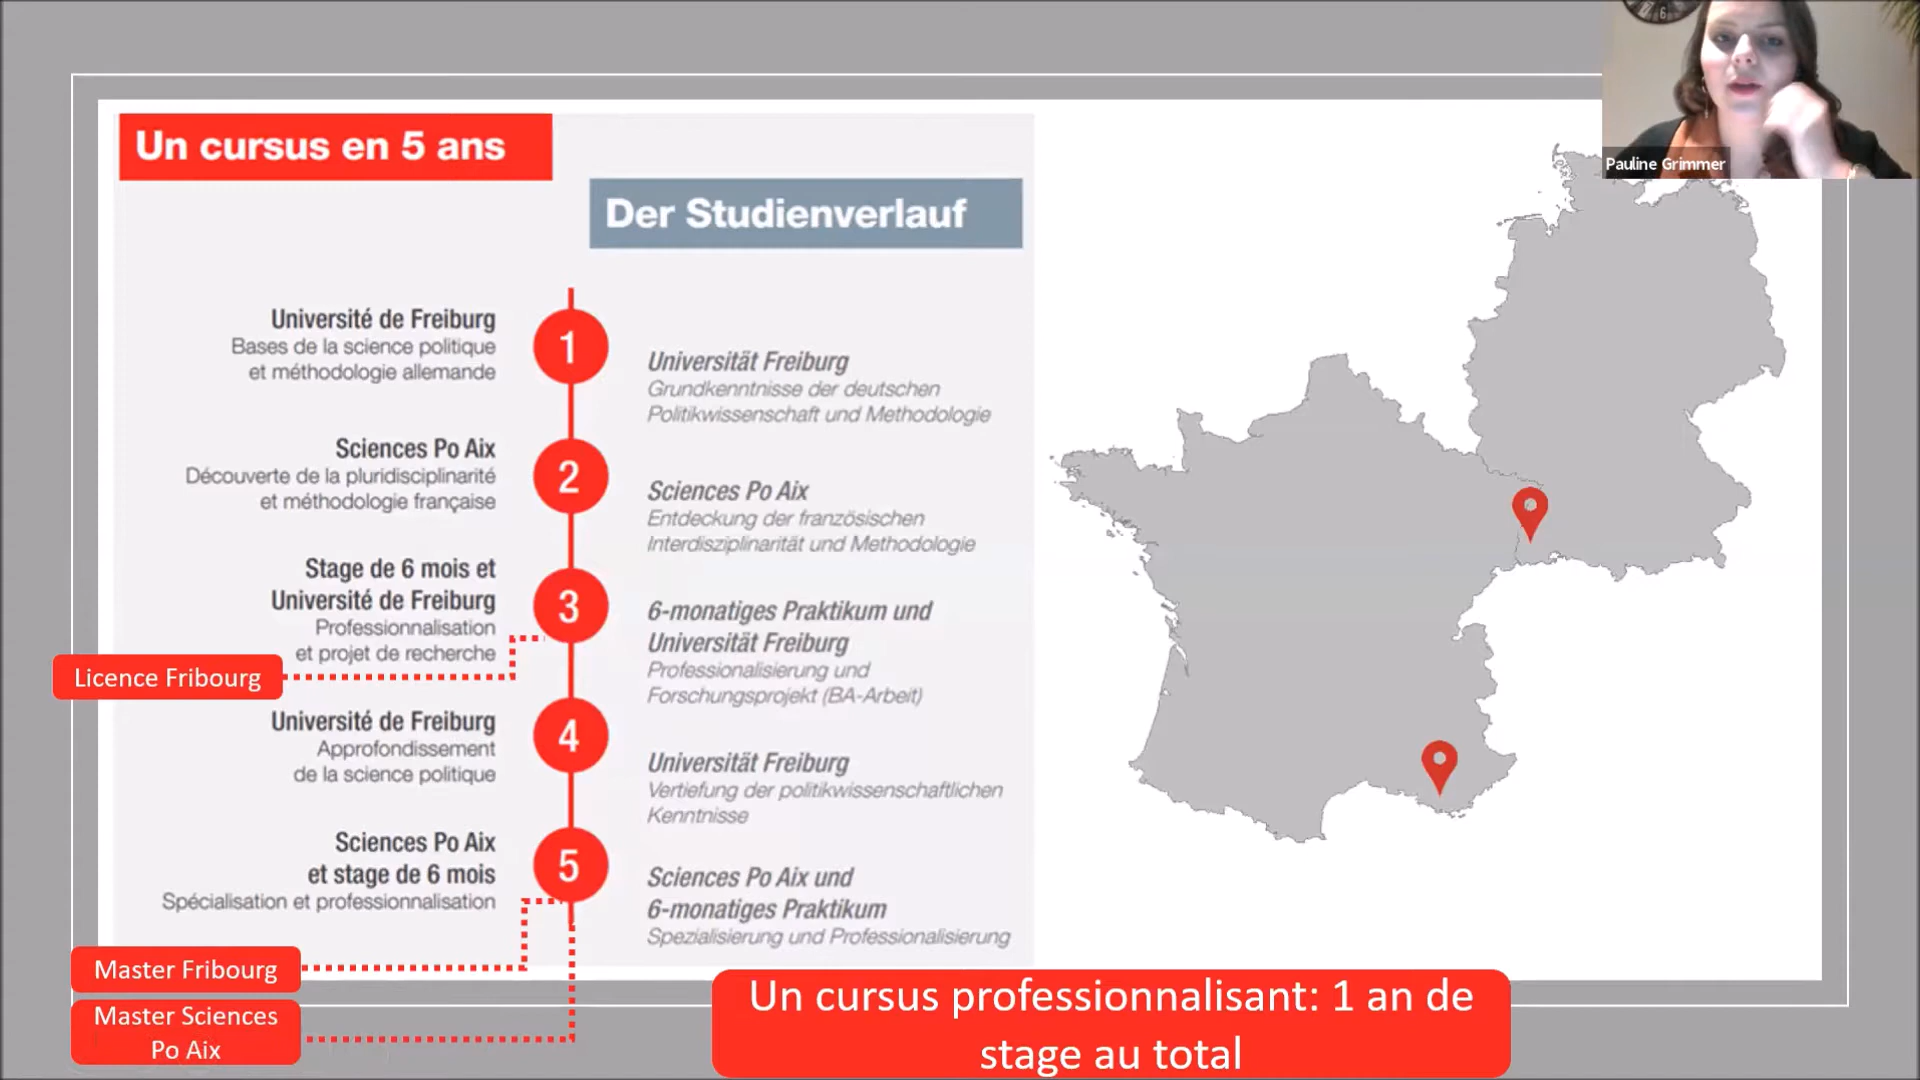 Pauline Grimmer
Un cursus en 5 ans
Der Studienverlauf
Université de Freiburg
Bases de la science politique
et méthodologie allemande
1
Universität Freiburg
Grundkenntnisse der deutschen
Politikwissenschaft und Methodologie
Sciences Po Aix
Découverte de la pluridisciplinarité
et méthodologie française
2
Sciences Po Aix
Entdeckung der französischen
Interdisziplinarität und Methodologie
Stage de 6 mois et
Université de Freiburg
Professionnalisation
et projet de recherche
3
6-monatiges Praktikum und
Universität Freiburg
Professionalisierung und
Forschungsprojekt (BA-Arbeit)
Licence Fribourg
Université de Freiburg
Approfondissement
de la science politique
4
Universität Freiburg
Vertiefung der politikwissenschaftlichen
Kenntnisse
Sciences Po Aix
et stage de 6 mois
Spécialisation et professionnalisation
5
Sciences Po Aix und
6-monatiges Praktikum
Spezialisierung und Professionalisierung
Master Fribourg
Master Sciences
Po Aix
Un cursus professionnalisant: 1 an de
stage au total